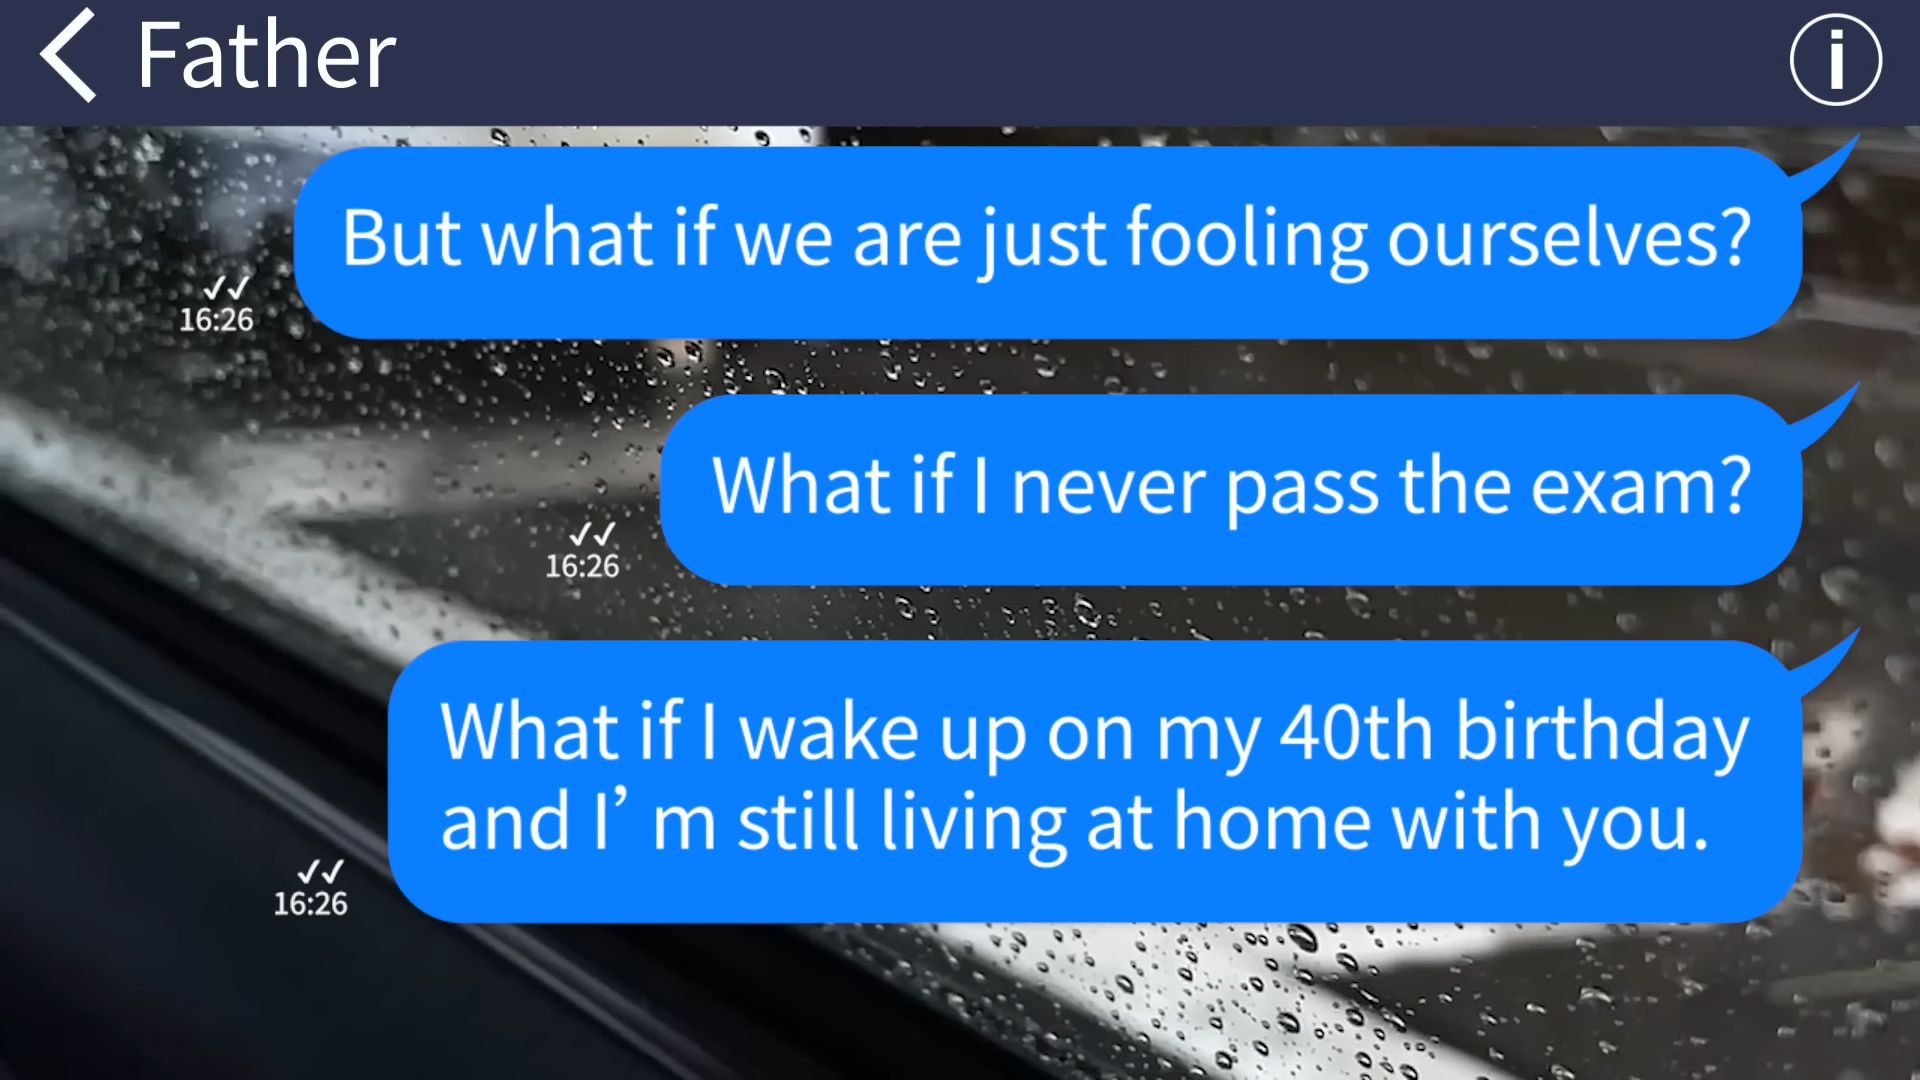 Father
But what if we are just fooling ourselves?
16:26
What if I never pass the exam?
16:26
What if I wake up on my 40th birthday
and I’m still living at home with you.
16:26